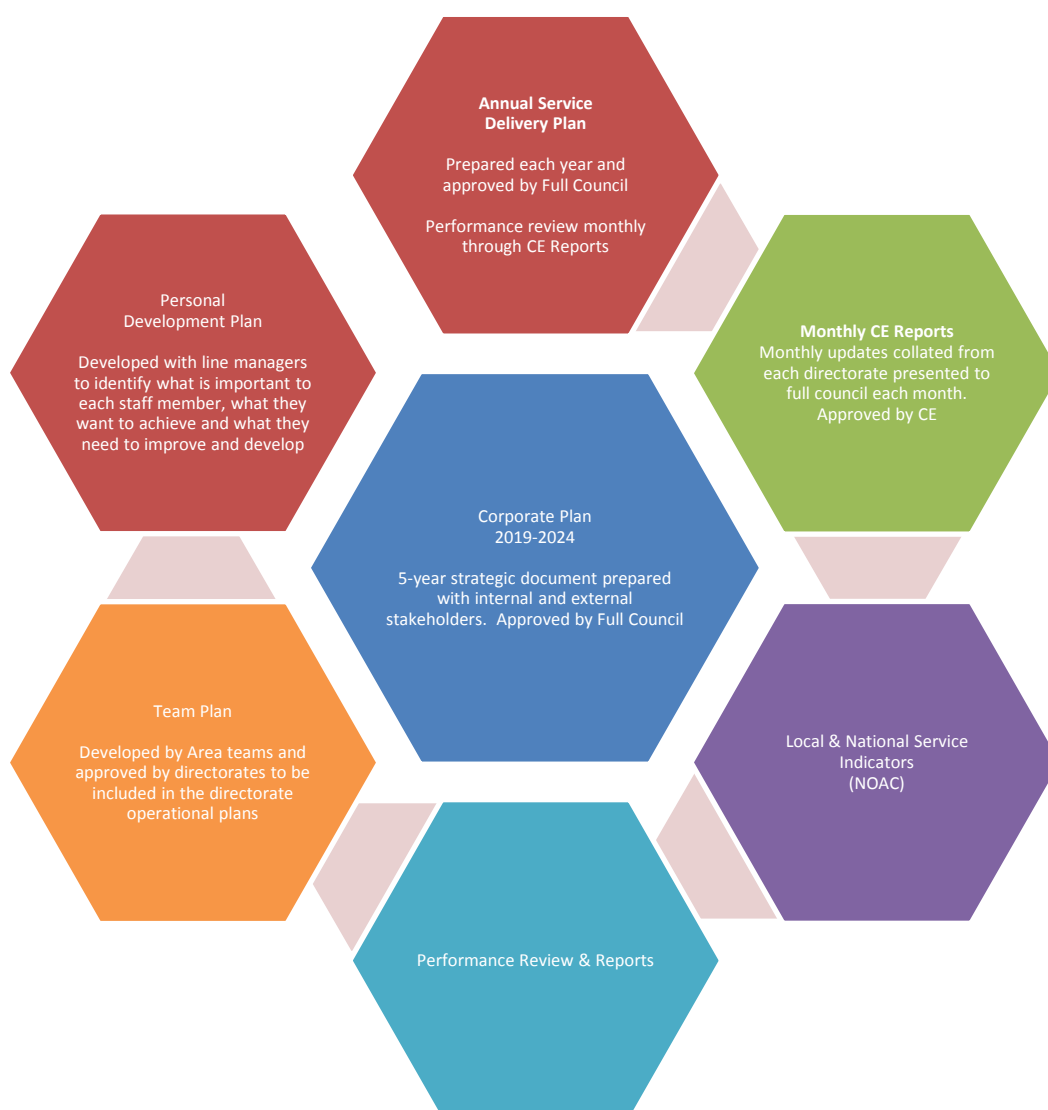 Annual Service
Delivery Plan
Prepared each year and
approved by Full Council
Performance review monthly
through CE Reports
Personal
Development Plan
Developed with line managers
to identify what is important to
each staff member, what they
want to achieve and what they
need to improve and develop
Monthly CE Reports
Monthly updates collated from
each directorate presented to
full council each month.
Approved by CE
Corporate Plan
2019-2024
5-year strategic document prepared
with internal and external
stakeholders.  Approved by Full Council
Team Plan
Developed by Area teams and
approved by directorates to be
included in the directorate
operational plans
Local & National Service
Indicators
(NOAC)
Performance Review & Reports